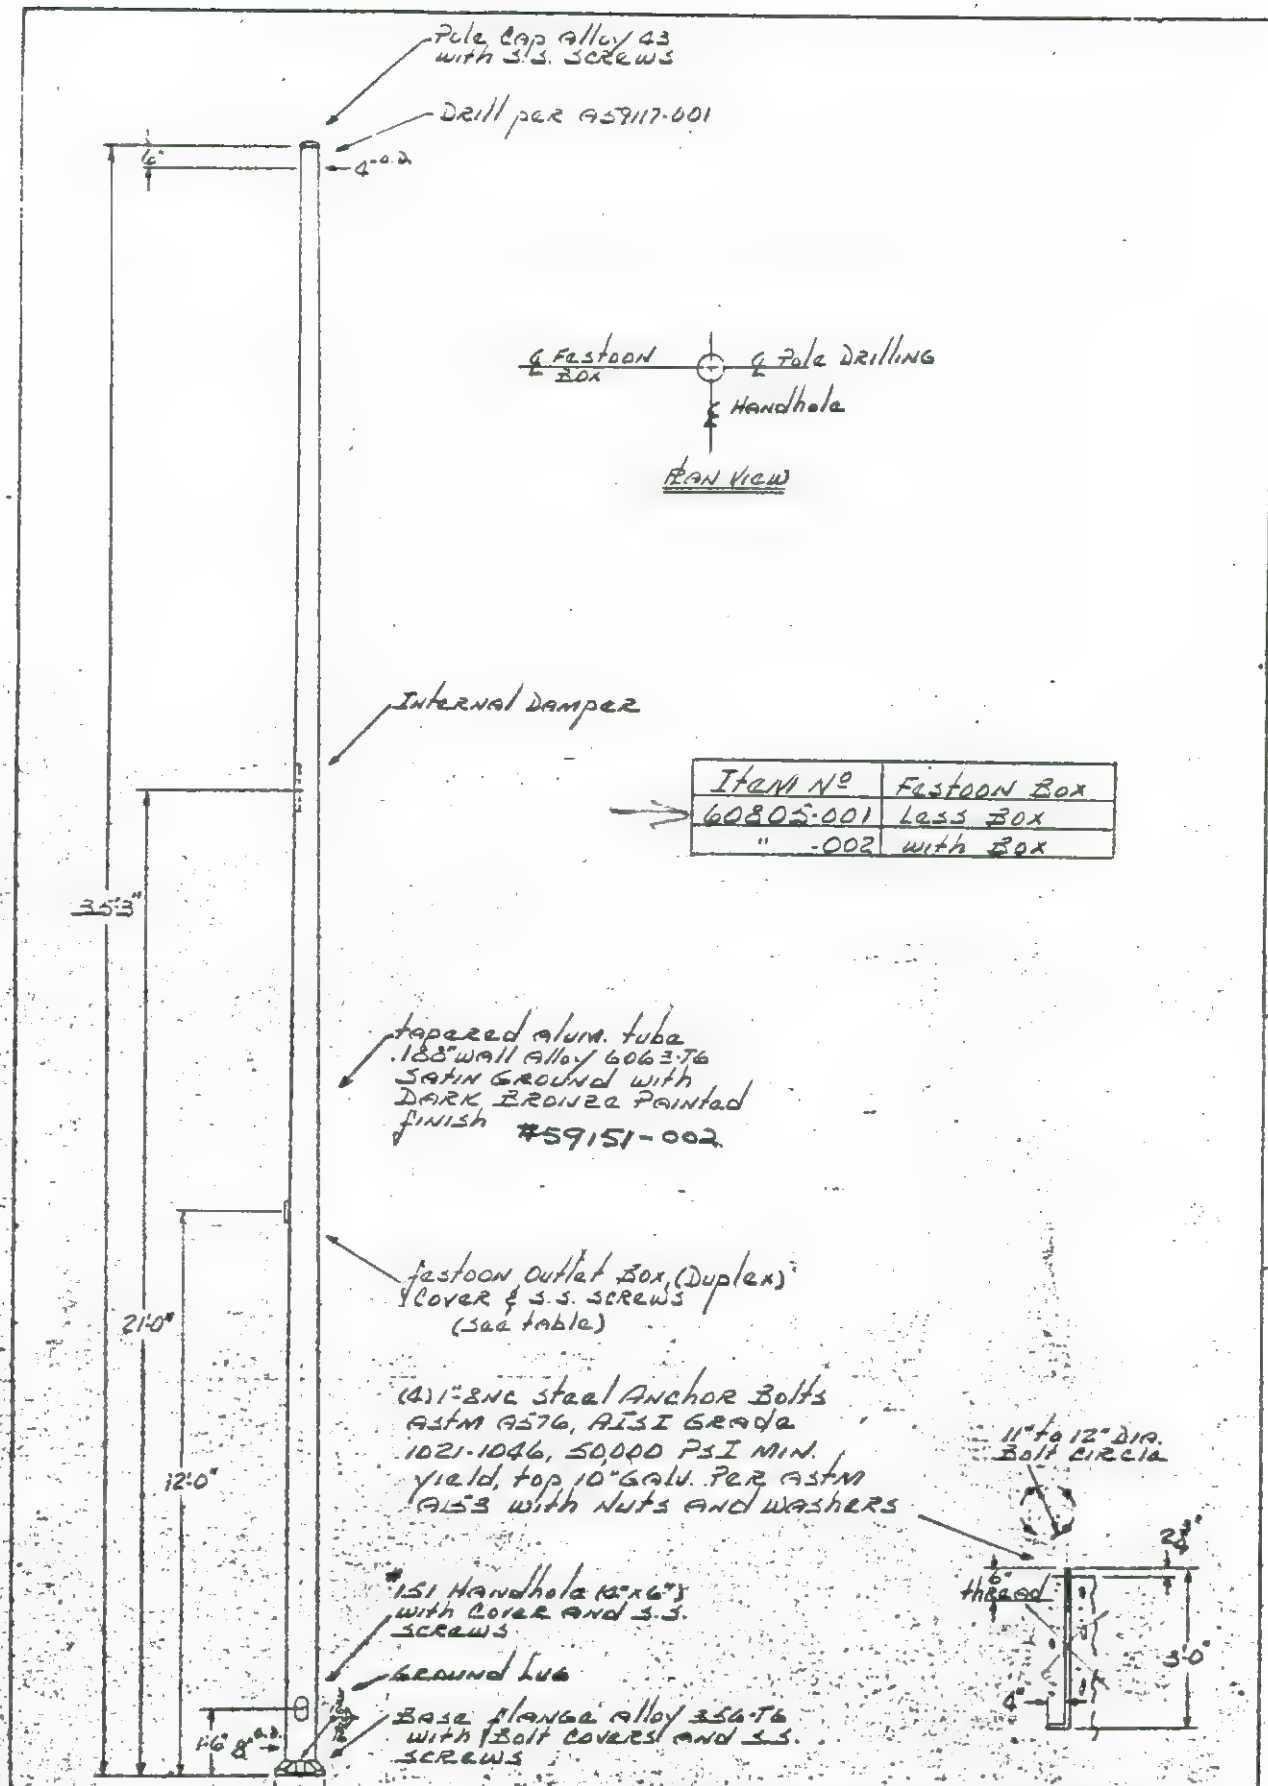 Pole Cap Alloy 43
with S.S. SCREWS
Drill per A59117-001
6"
4" O.D.
℄ Festoon
Box
℄ Pole DRILLING
℄ HANDhole
PLAN VIEW
INTERNAL DAMPER
Item Nº Festoon Box
60805-001 Less Box
" -002 with Box
35'3"
tapered alum. tube
.188" WALL Alloy 6063-T6
SATIN GROUND with
DARK BRONZE PAINTED
finish #59151-002
festoon Outlet Box, (Duplex)
Cover & S.S. SCREWS
(see table)
21'-0"
12'-0"
(4) 1"-8NC steel ANCHOR Bolts
ASTM A576, AISI GRADE
1021-1046, 50,000 PSI MIN.
yield, top 10" GALV. PER ASTM
A153 with Nuts AND WASHERS
11" to 12" DIA.
Bolt CIRCLE
6"
thread
3'-0"
4"
151 HANDhole (4"x6")
with Cover AND S.S.
SCREWS
GROUND LUG
BASE FLANGE Alloy 356-T6
with Bolt Covers AND S.S.
SCREWS
1'-6"
8" O.D.